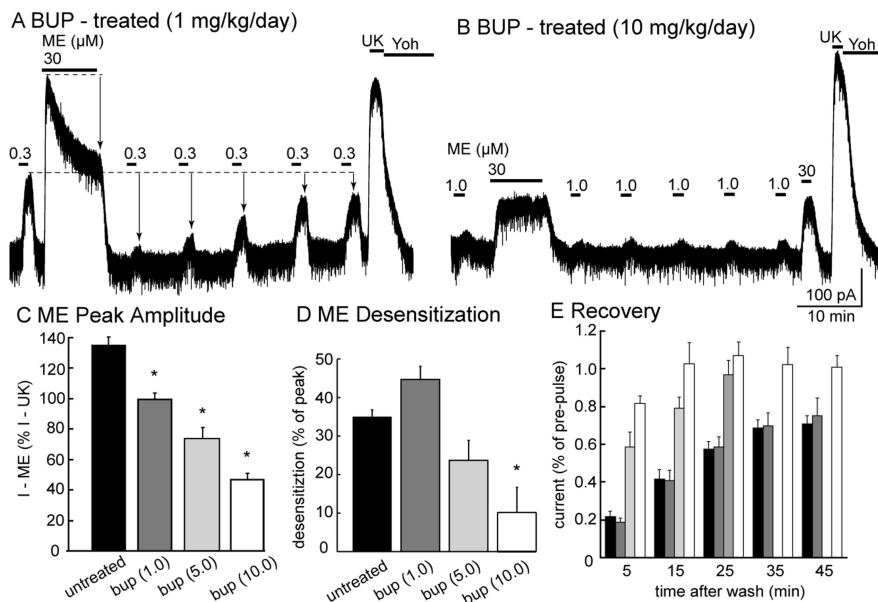 A BUP - treated (1 mg/kg/day)
ME (µM)
30
0.3
0.3
0.3
0.3
0.3
0.3
UK
Yoh
B BUP - treated (10 mg/kg/day)
ME (µM)
1.0
30
1.0
1.0
1.0
1.0
1.0
30
UK
Yoh
100 pA
10 min
C ME Peak Amplitude
I - ME (% I - UK)
140
120
100
80
60
40
20
0
*
*
*
untreated
bup (1.0)
bup (5.0)
bup (10.0)
D ME Desensitization
desensitiztion (% of peak)
50
40
30
20
10
0
*
untreated
bup (1.0)
bup (5.0)
bup (10.0)
E Recovery
current (% of pre-pulse)
1.2
1.0
0.8
0.6
0.4
0.2
0
5 15 25 35 45
time after wash (min)